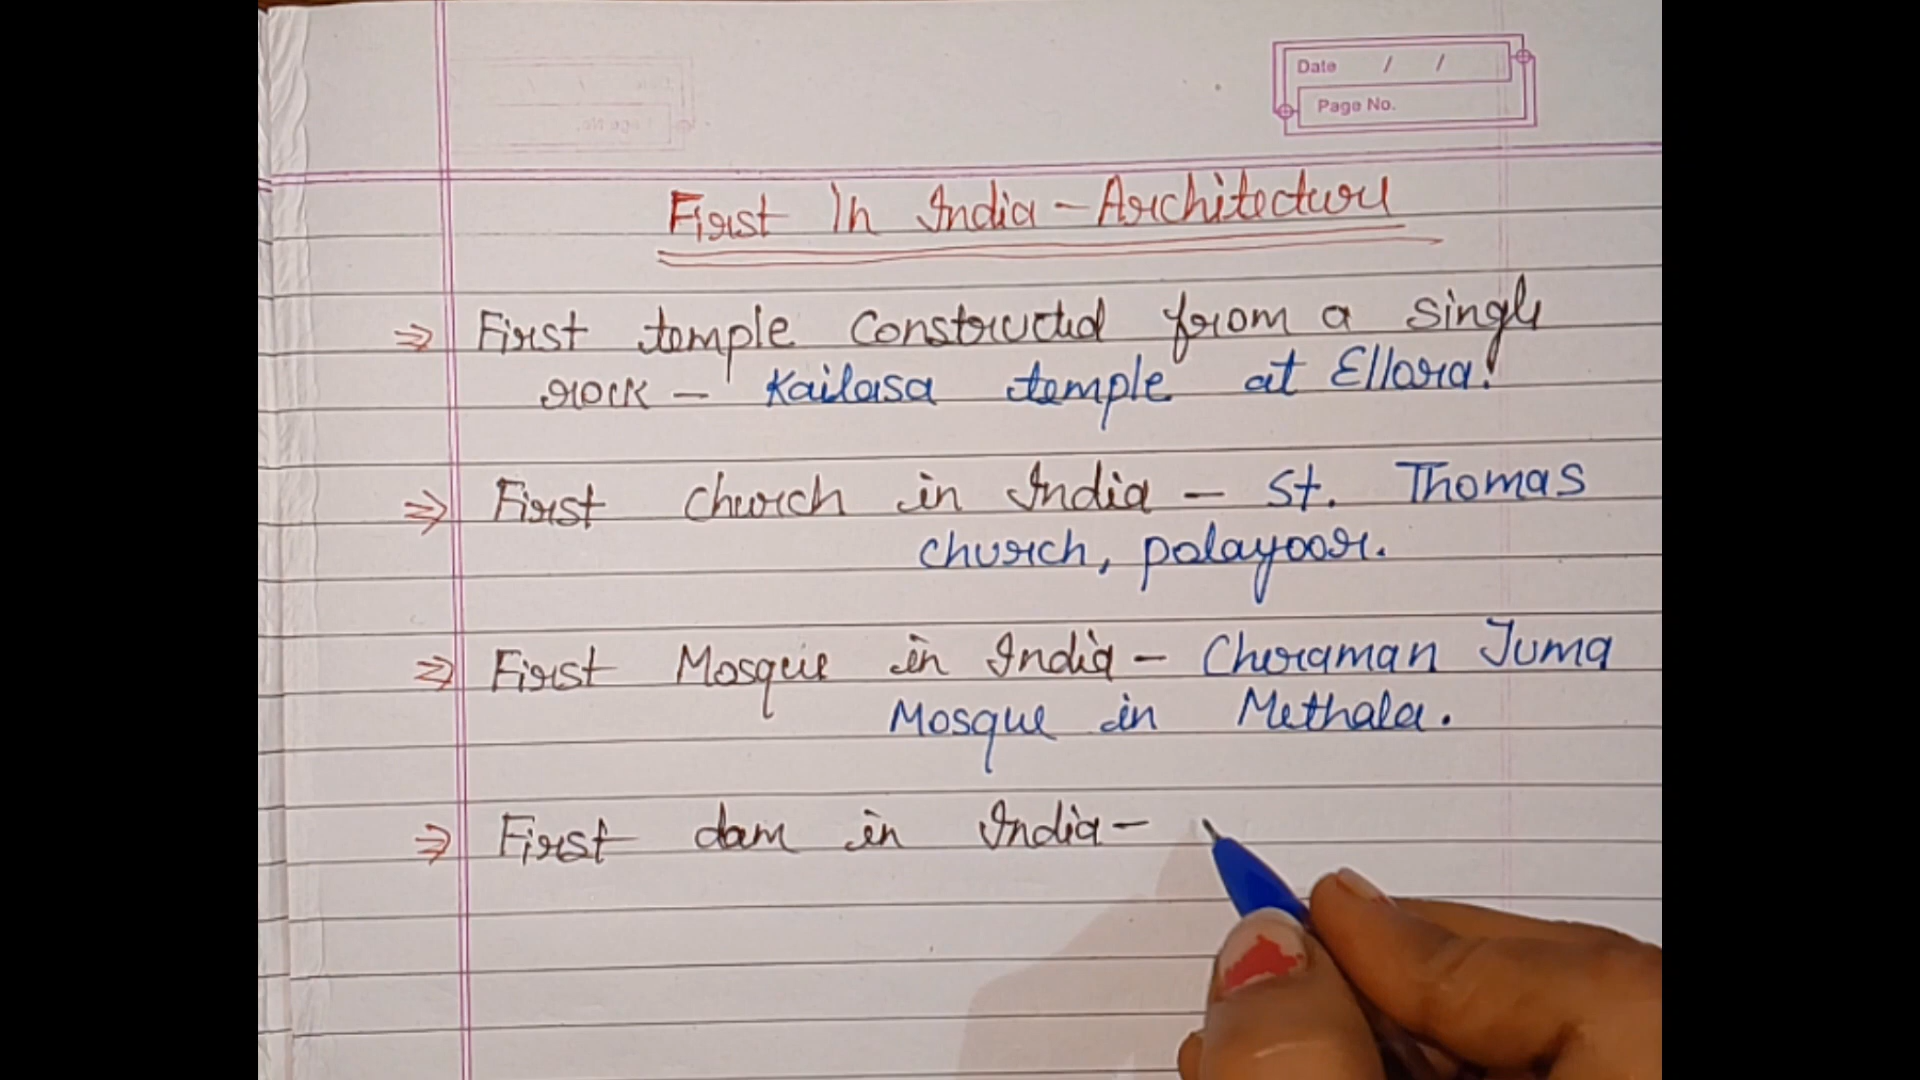 Date / /
Page No.
First In India - Architecture
⇒ First temple constructed from a single
rock - Kailasa temple at Ellora.
⇒ First church in India - St. Thomas
church, palayoor.
⇒ First Mosque in India - Cheraman Juma
Mosque in Methala.
⇒ First dam in India -